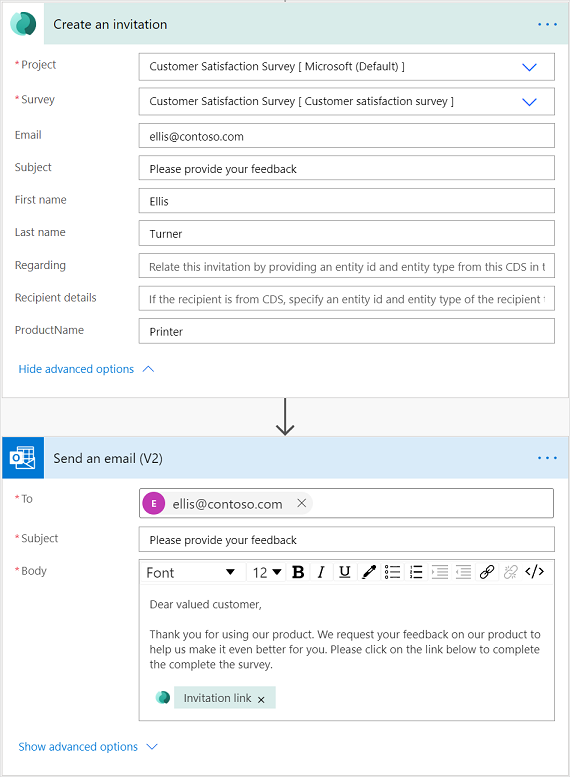 Create an invitation
* Project
Customer Satisfaction Survey [ Microsoft (Default) ]
* Survey
Customer Satisfaction Survey [ Customer satisfaction survey ]
Email
ellis@contoso.com
Subject
Please provide your feedback
First name
Ellis
Last name
Turner
Regarding
Relate this invitation by providing an entity id and entity type from this CDS in t
Recipient details
If the recipient is from CDS, specify an entity id and entity type of the recipient
ProductName
Printer
Hide advanced options
Send an email (V2)
* To
E ellis@contoso.com
* Subject
Please provide your feedback
* Body
Font 12 B I U </>
Dear valued customer,
Thank you for using our product. We request your feedback on our product to
help us make it even better for you. Please click on the link below to complete
the complete the survey.
Invitation link x
Show advanced options